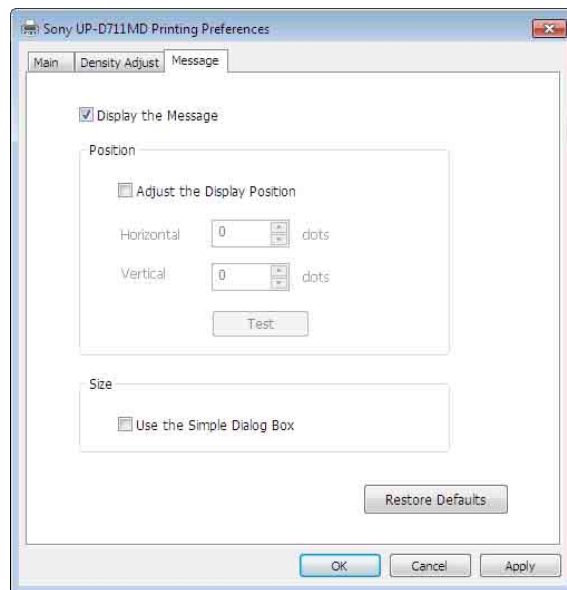 Sony UP-D711MD Printing Preferences
Main Density Adjust Message
Display the Message
Position
Adjust the Display Position
Horizontal 0 dots
Vertical 0 dots
Test
Size
Use the Simple Dialog Box
Restore Defaults
OK Cancel Apply